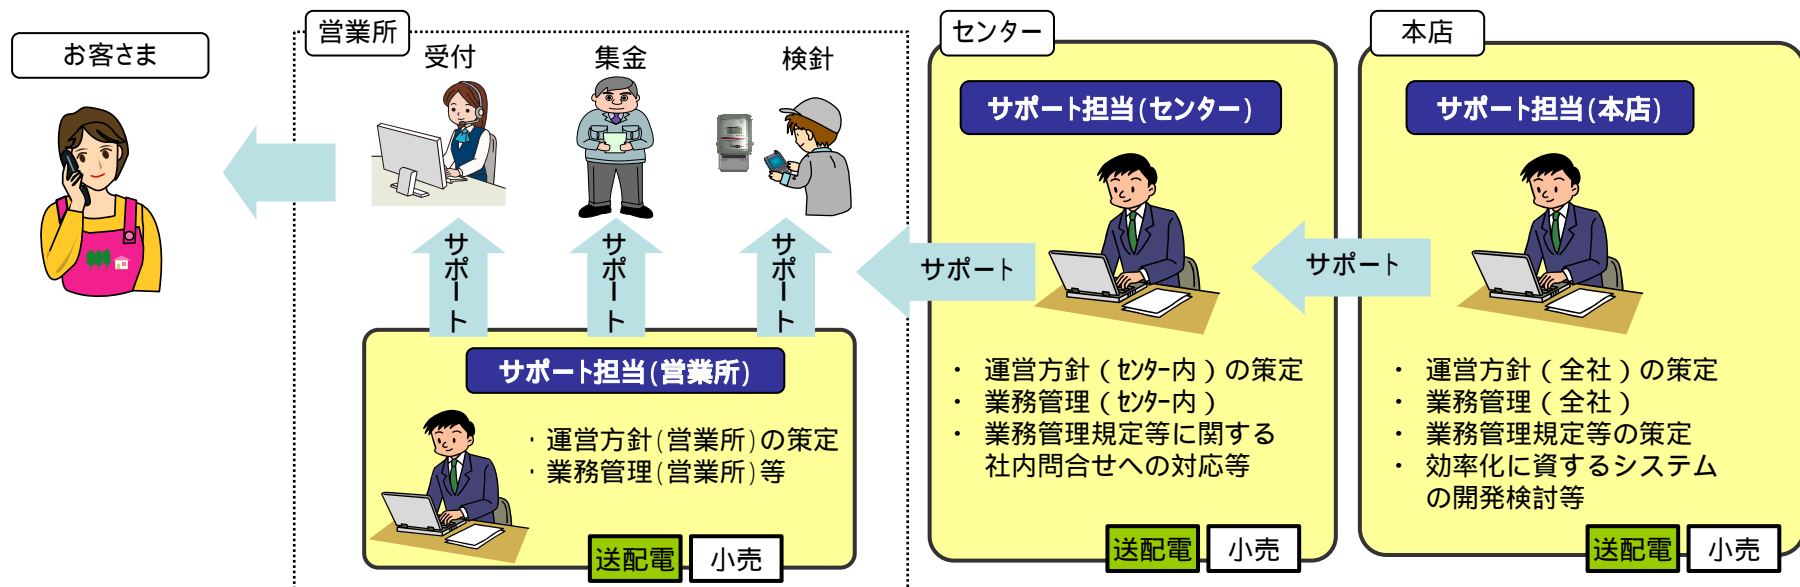 お客さま
営業所
受付
集金
検針
サポート
サポート
サポート
サポート担当(営業所)
・運営方針(営業所)の策定
・業務管理(営業所)等
送配電
小売
サポート
センター
サポート担当(センター)
・ 運営方針(センター内)の策定
・ 業務管理(センター内)
・ 業務管理規定等に関する
社内問合せへの対応等
送配電
小売
サポート
本店
サポート担当(本店)
・ 運営方針(全社)の策定
・ 業務管理(全社)
・ 業務管理規定等の策定
・ 効率化に資するシステム
の開発検討等
送配電
小売